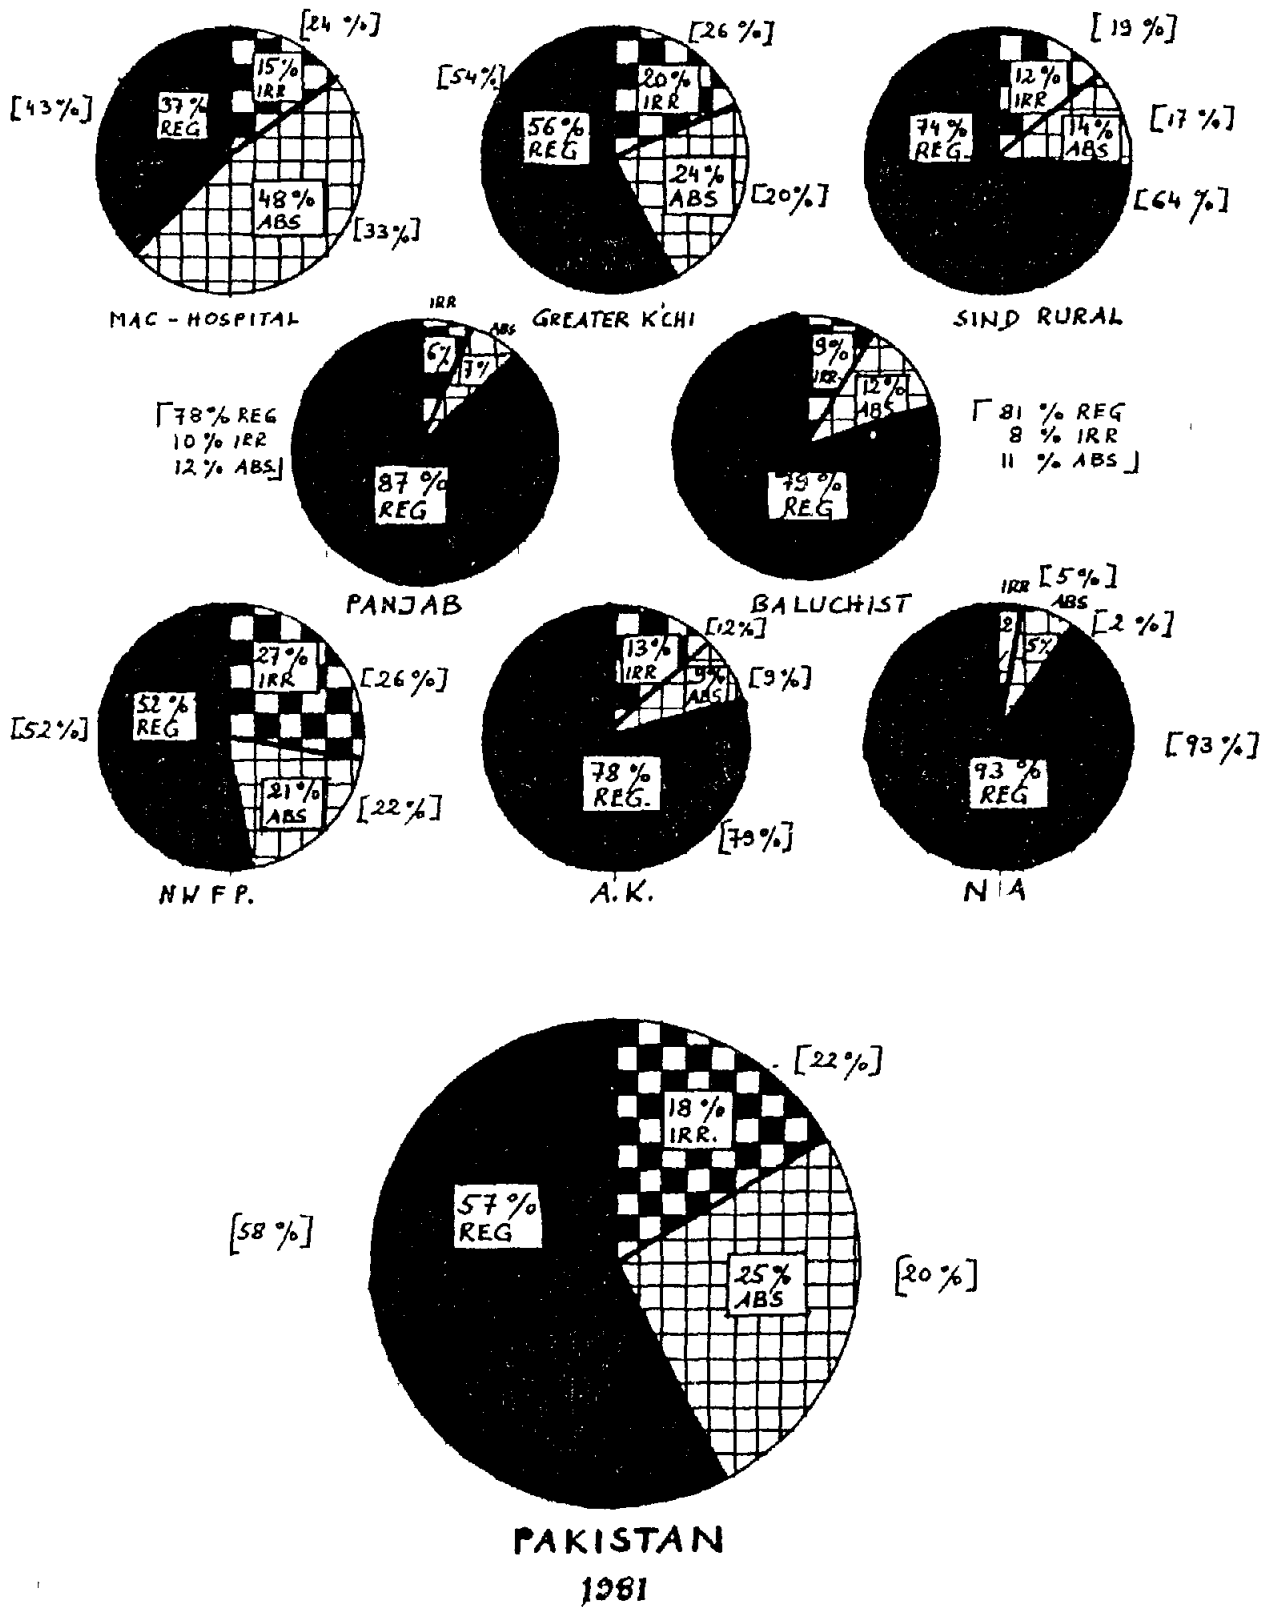 [24 %]
15%
IRR
37%
REG
[43%]
48%
ABS
[33%]
MAC - HOSPITAL
[26 %]
[54%]
20%
IRR
56%
REG
24%
ABS
[20%]
GREATER K'CHI
[19 %]
12%
IRR
[17 %]
74%
REG.
14%
ABS
[64 %]
SIND RURAL
IRR
ABS
6%
7%
[78% REG
10% IRR
12% ABS]
87%
REG
PANJAB
9%
IRR.
12%
ABS
[81 % REG
8 % IRR
11 % ABS]
79%
REG
BALUCHIST
27%
IRR
[26%]
52%
REG
[52%]
21%
ABS
[22%]
NWFP.
[12%]
13%
IRR
9%
ABS
[9%]
78%
REG.
[79%]
A.K.
IRR [5%]
ABS
2
5%
[2 %]
[93%]
93%
REG
NA
[22%]
18%
IRR.
57%
REG
[58%]
25%
ABS
[20%]
PAKISTAN
1981